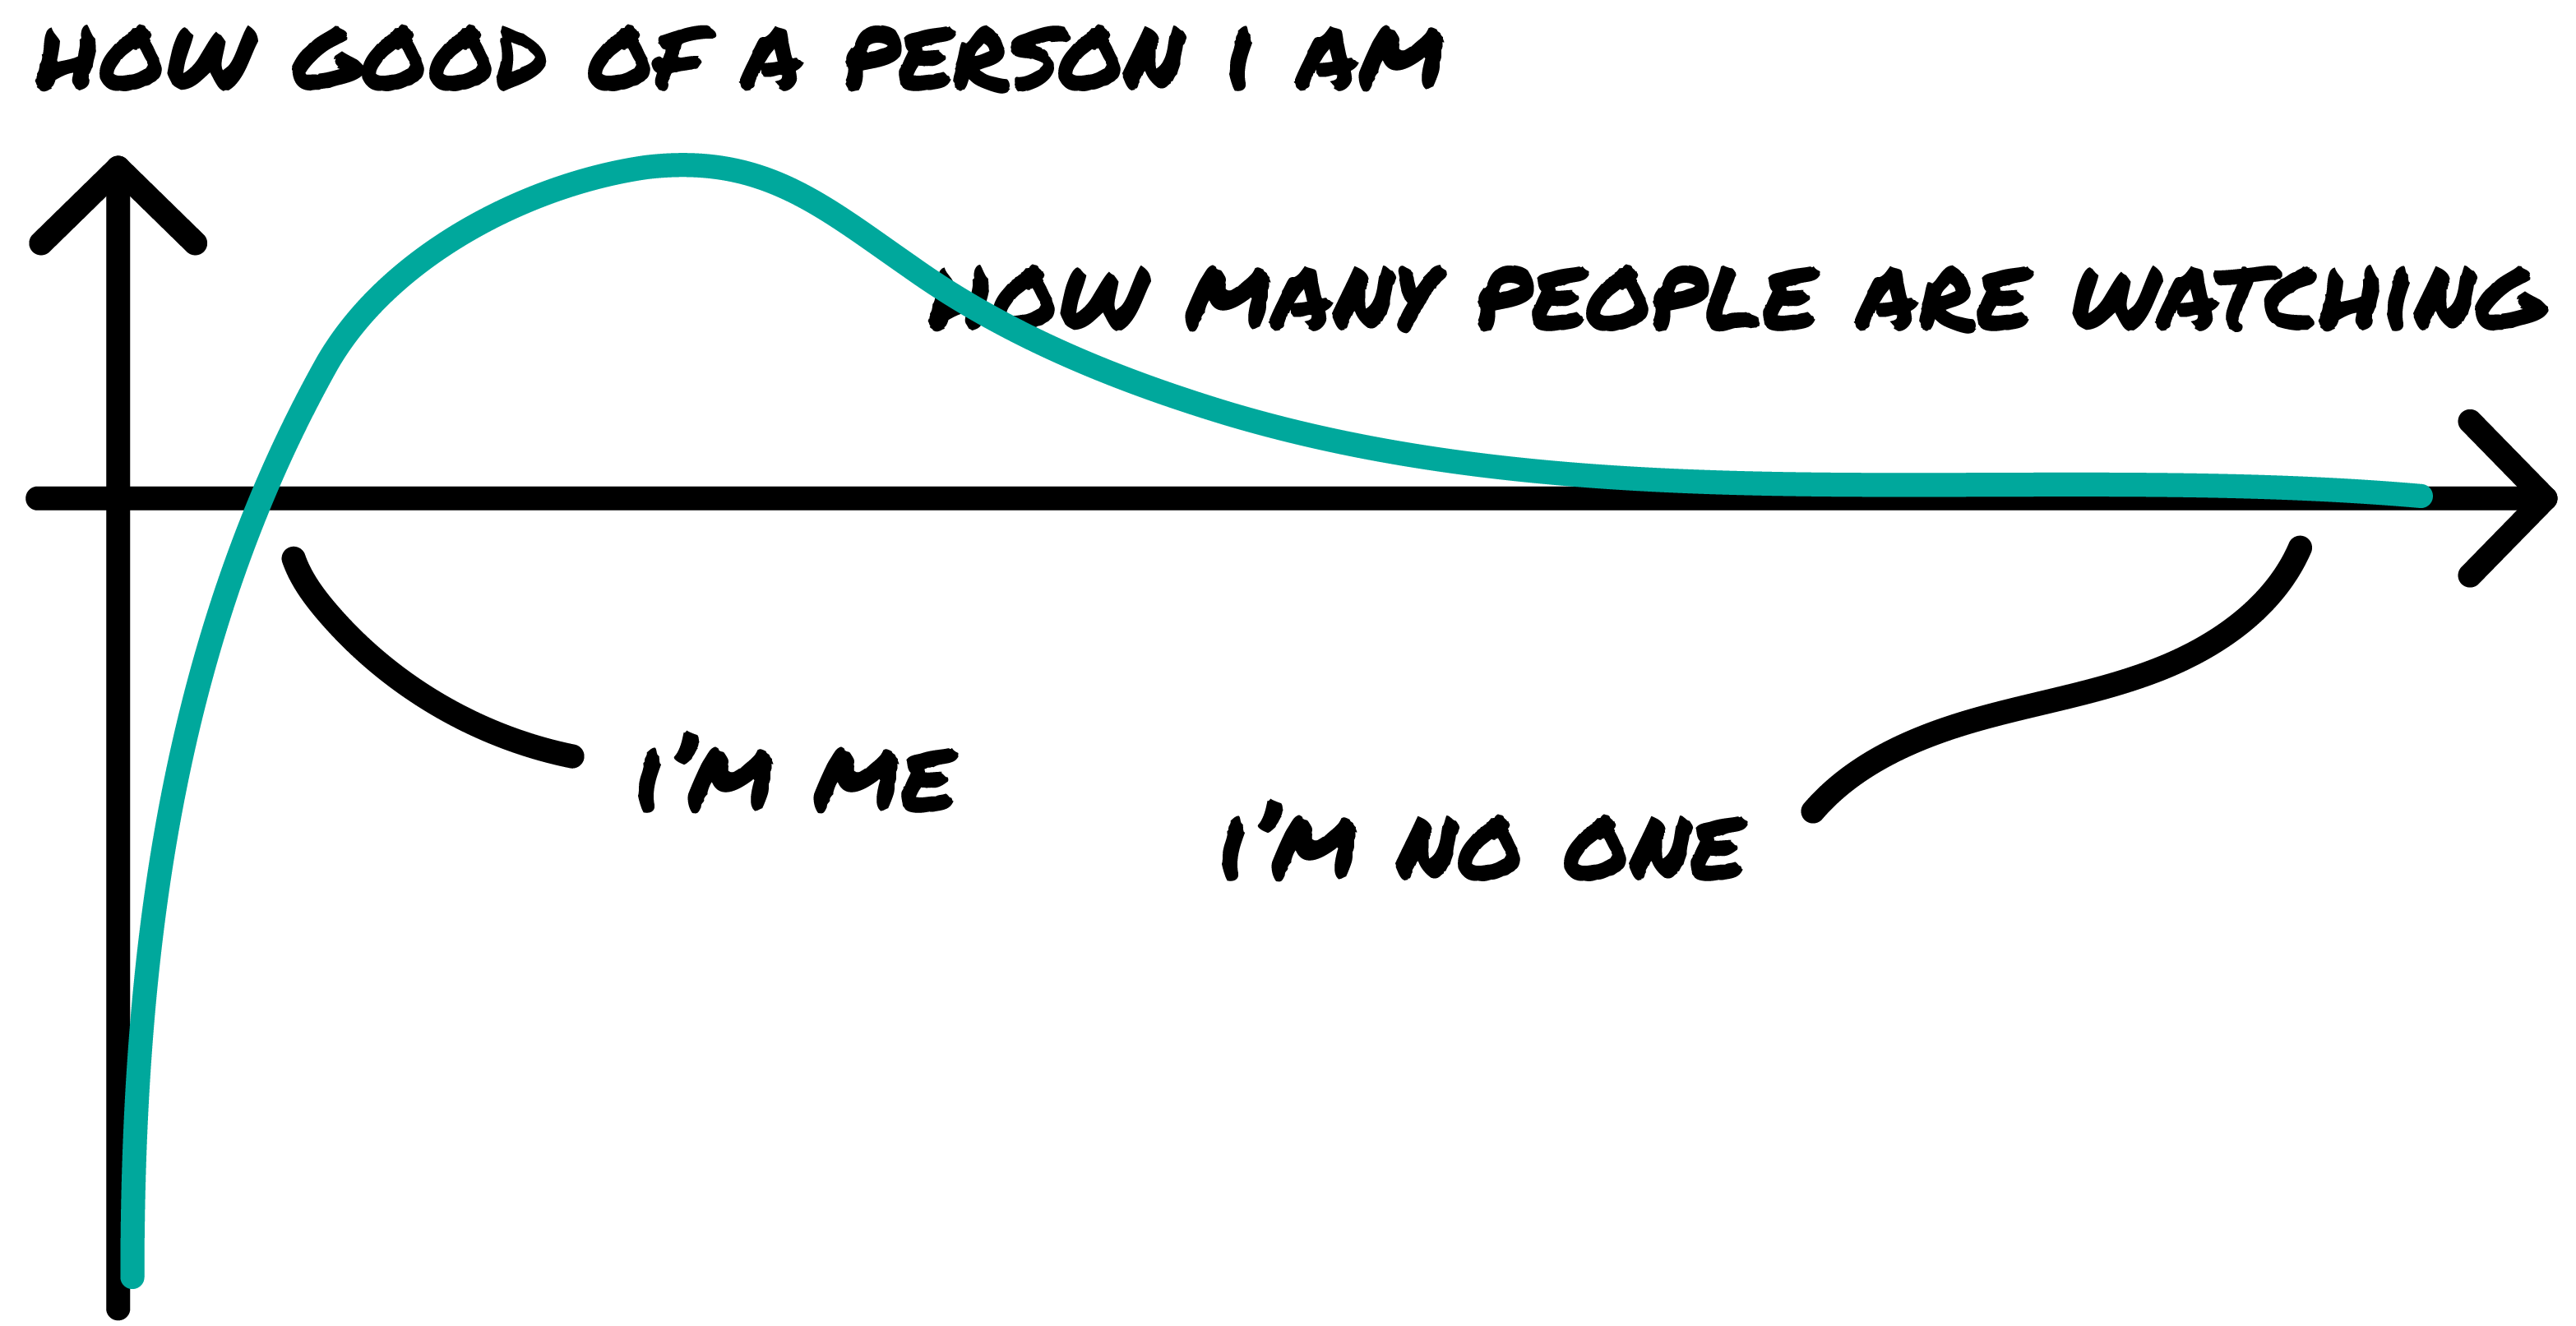 HOW GOOD OF A PERSON I AM
HOW MANY PEOPLE ARE WATCHING
I'M ME
I'M NO ONE